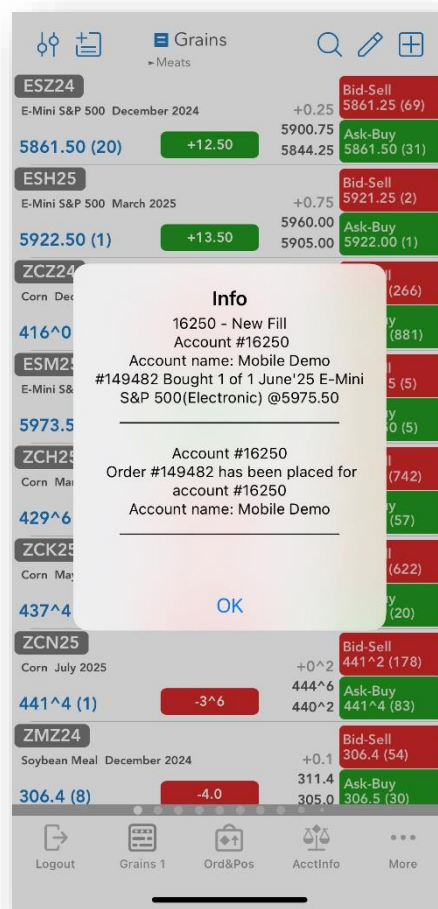 Grains
►Meats
ESZ24
E-Mini S&P 500 December 2024
+0.25
5861.50 (20)
+12.50
5900.75
5844.25
Bid-Sell
5861.25 (69)
Ask-Buy
5861.50 (31)
ESH25
E-Mini S&P 500 March 2025
+0.75
5922.50 (1)
+13.50
5960.00
5905.00
Bid-Sell
5921.25 (2)
Ask-Buy
5922.00 (1)
ZCZ24
Corn Dec
416^0
(266)
(881)
ESM25
E-Mini S&
5973.5
5 (5)
0 (5)
ZCH25
Corn Mar
429^6
(742)
(57)
ZCK25
Corn May
437^4
(622)
(20)
Info
16250 - New Fill
Account #16250
Account name: Mobile Demo
#149482 Bought 1 of 1 June'25 E-Mini
S&P 500(Electronic) @5975.50
Account #16250
Order #149482 has been placed for
account #16250
Account name: Mobile Demo
OK
ZCN25
Corn July 2025
+0^2
441^4 (1)
-3^6
444^6
440^2
Bid-Sell
441^2 (178)
Ask-Buy
441^4 (83)
ZMZ24
Soybean Meal December 2024
+0.1
306.4 (8)
-4.0
311.4
305.0
Bid-Sell
306.4 (54)
Ask-Buy
306.5 (30)
Logout
Grains 1
Ord&Pos
AcctInfo
More